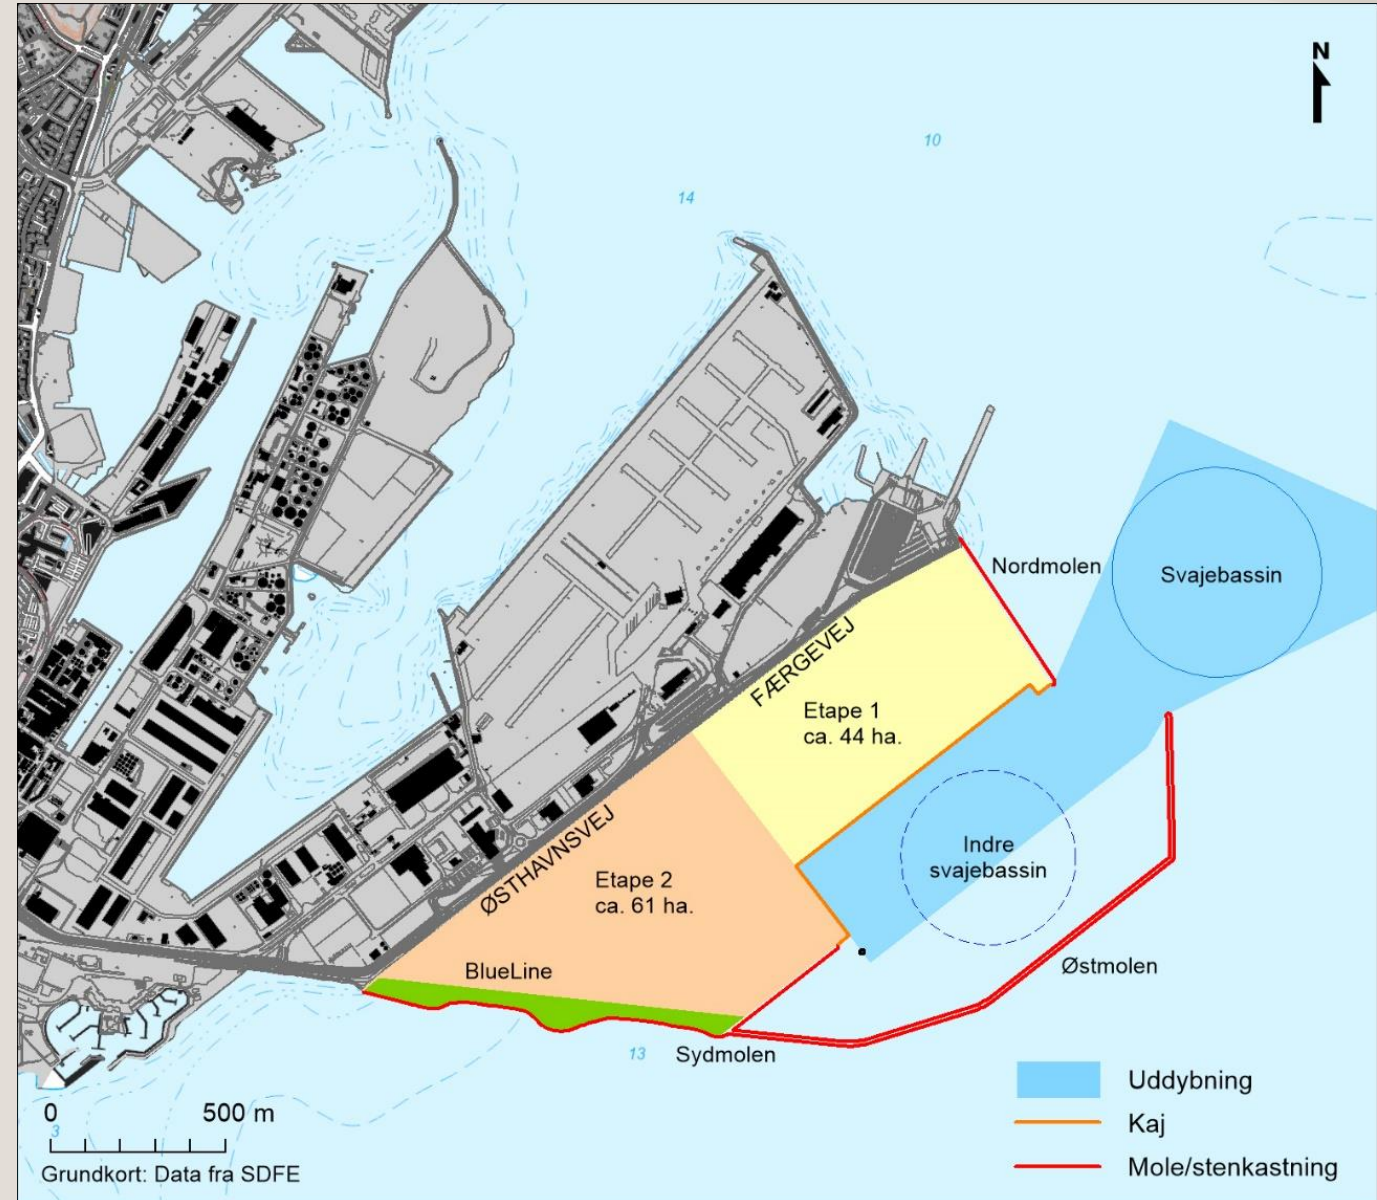 N
10
14
Nordmolen
Svajebassin
FÆRGEVEJ
Etape 1
ca. 44 ha.
ØSTHAVNSVEJ
Indre
svajebassin
Etape 2
ca. 61 ha.
BlueLine
Østmolen
13
Sydmolen
Uddybning
0 500 m
Kaj
3
Grundkort: Data fra SDFE
Mole/stenkastning